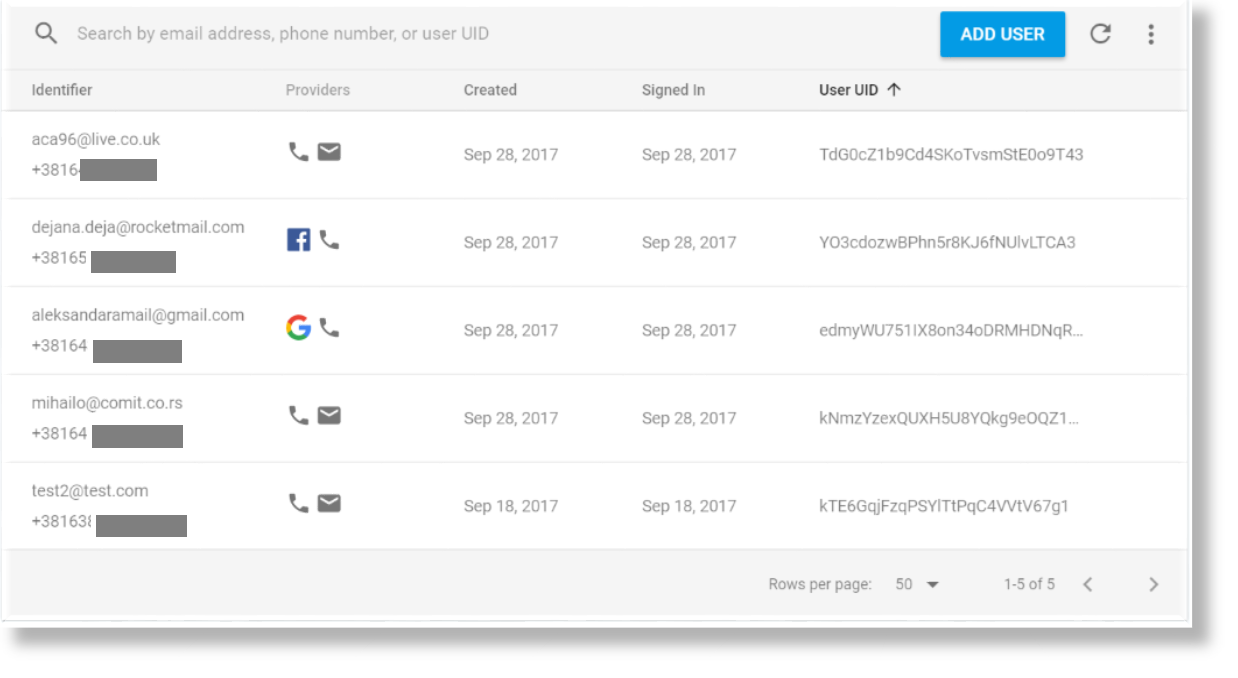 Search by email address, phone number, or user UID
ADD USER
Identifier Providers Created Signed In User UID
aca96@live.co.uk
+3816
Sep 28, 2017 Sep 28, 2017 TdG0cZ1b9Cd4SKoTvsmStE0o9T43
dejana.deja@rocketmail.com
+38165
Sep 28, 2017 Sep 28, 2017 YO3cdozwBPhn5r8KJ6fNUlvLTCA3
aleksandaramail@gmail.com
+38164
Sep 28, 2017 Sep 28, 2017 edmyWU751IX8on34oDRMHDNqR...
mihailo@comit.co.rs
+38164
Sep 28, 2017 Sep 28, 2017 kNmzYzexQUXH5U8YQkg9eOQZ1...
test2@test.com
+38163
Sep 18, 2017 Sep 18, 2017 kTE6GqjFzqPSYlTtPqC4VVtV67g1
Rows per page: 50 1-5 of 5